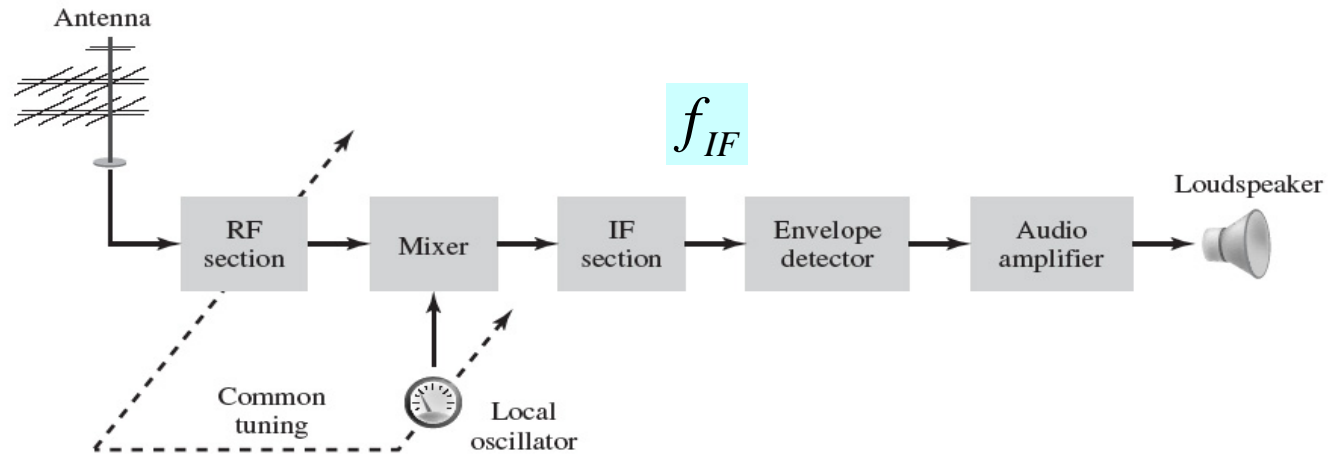 Antenna
f_IF
Loudspeaker
RF
section
Mixer
IF
section
Envelope
detector
Audio
amplifier
Common
tuning
Local
oscillator